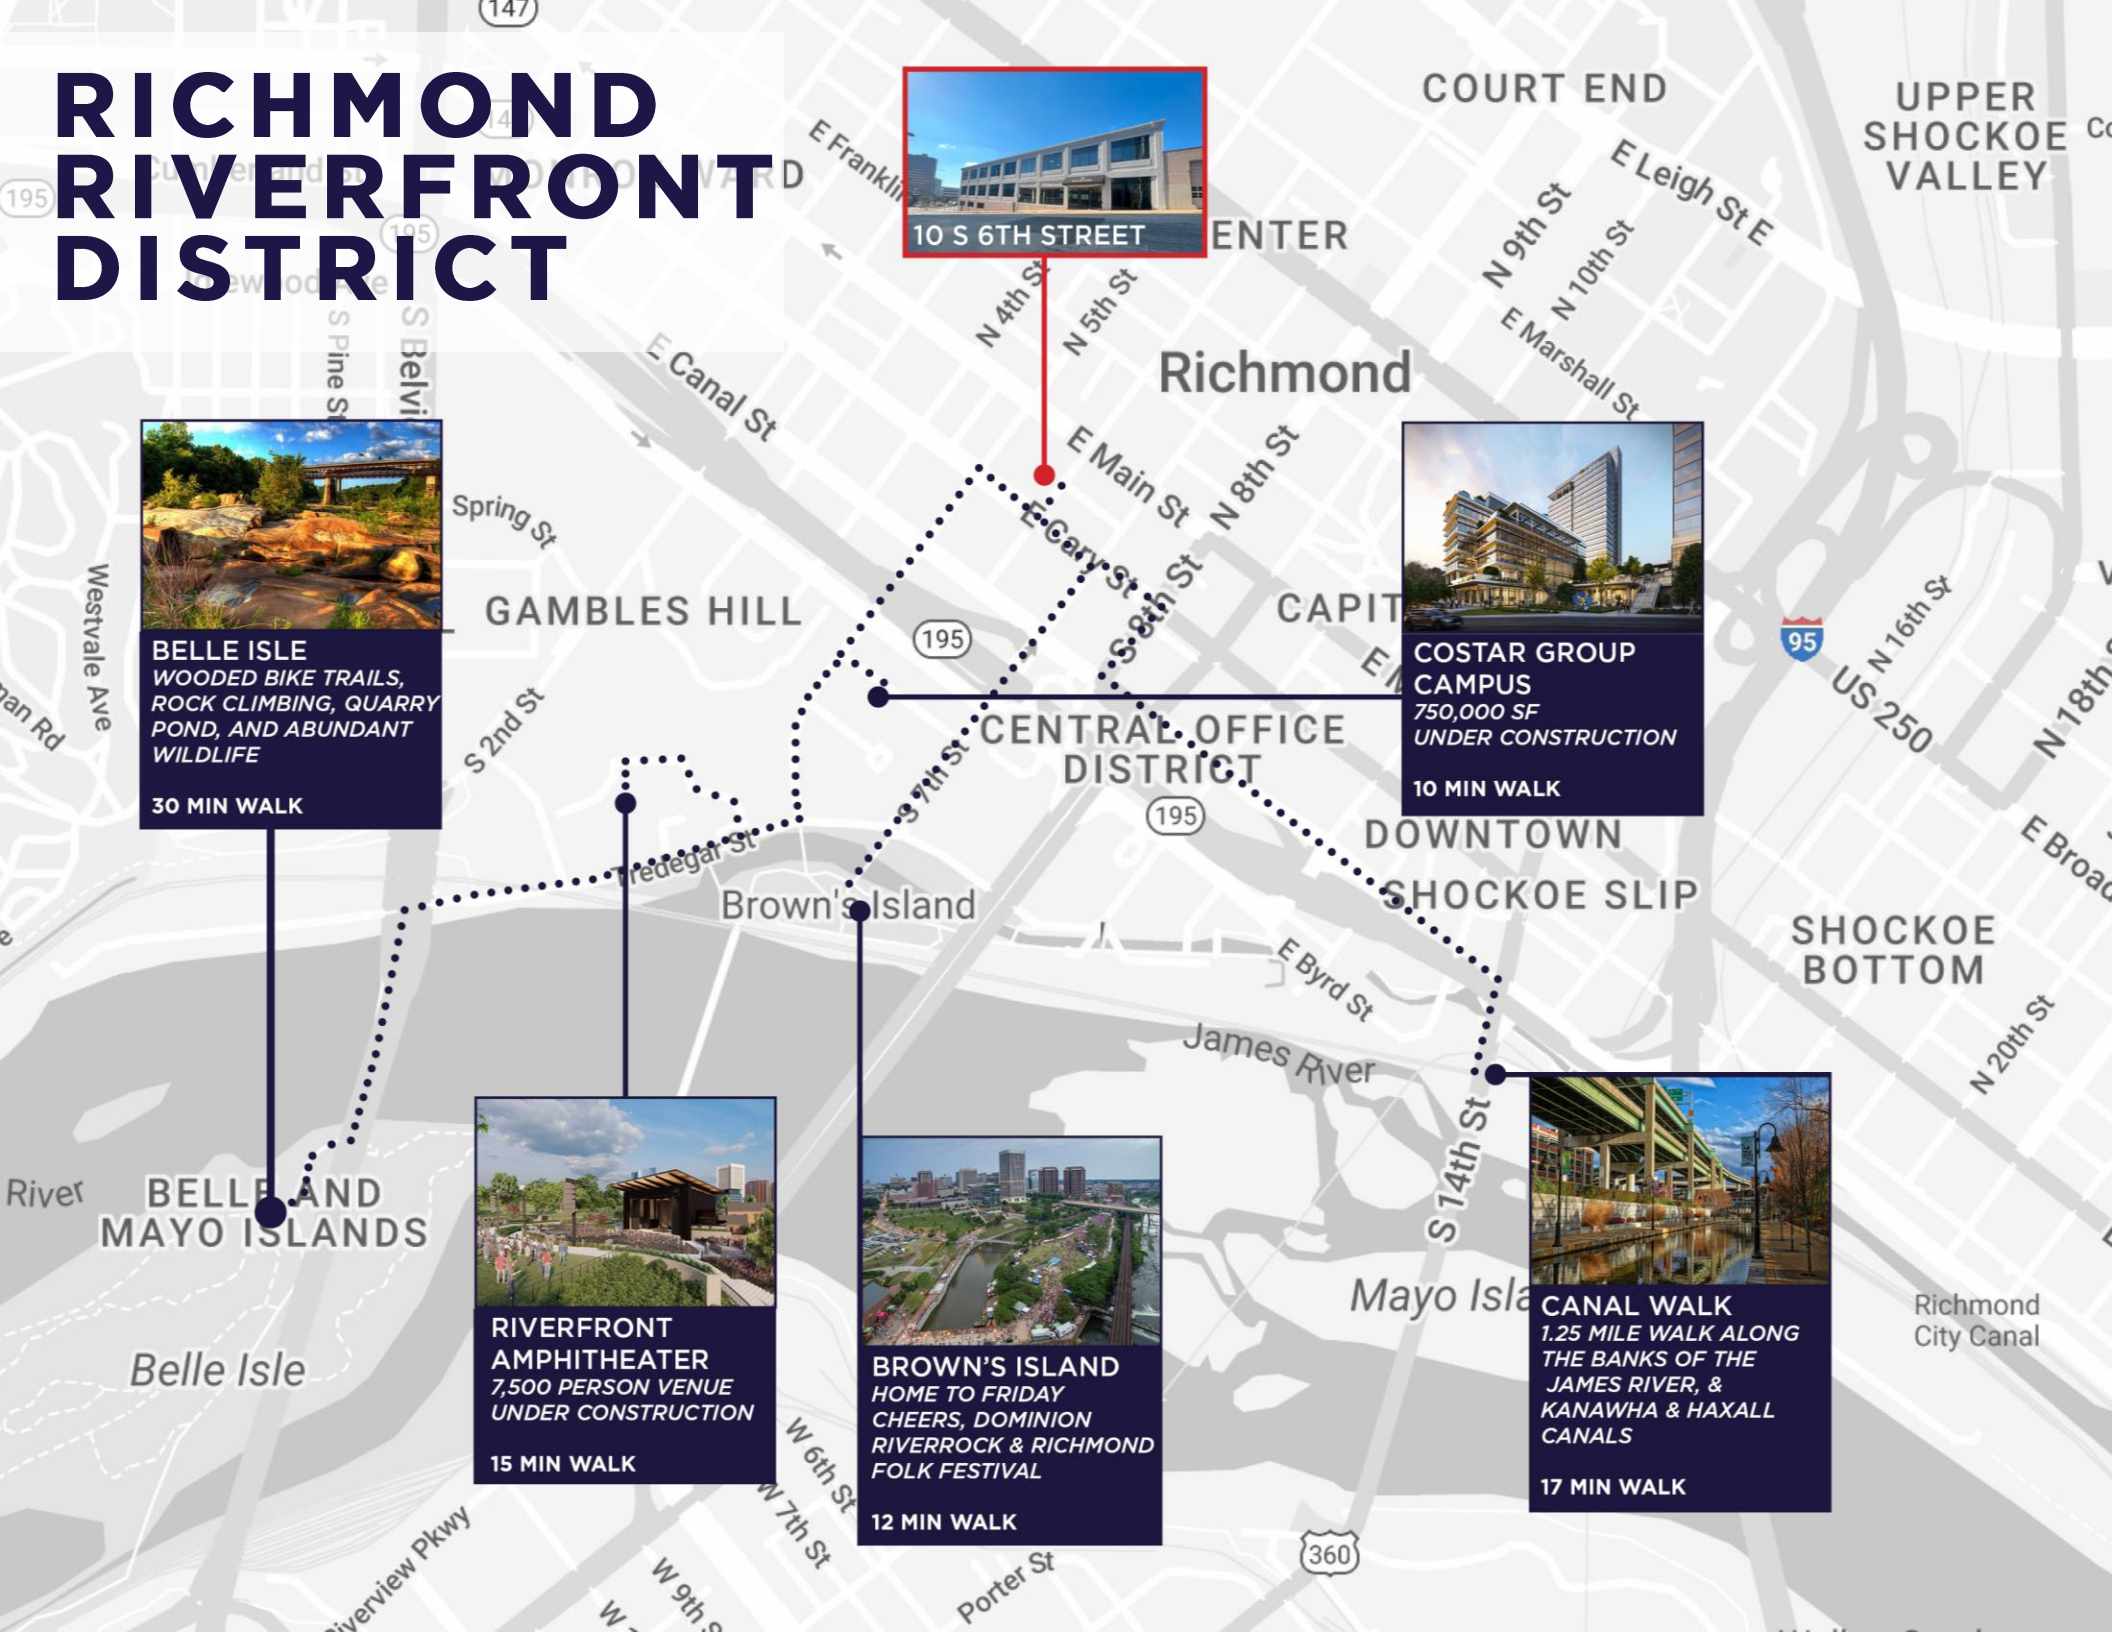 RICHMOND
RIVERFRONT
DISTRICT
147
195
195
E Franklin
10 S 6TH STREET
ENTER
COURT END
UPPER
SHOCKOE
VALLEY
E Leigh St E
N 9th St
N 10th St
E Marshall St
N 4th St
N 5th St
Richmond
S Pine St
E Canal St
E Main St
N 8th St
Spring St
Westvale Ave
GAMBLES HILL
S 2nd St
E Cary St
S 8th St
195
S 7th St
CENTRAL OFFICE
DISTRICT
195
BELLE ISLE
WOODED BIKE TRAILS,
ROCK CLIMBING, QUARRY
POND, AND ABUNDANT
WILDLIFE
30 MIN WALK
COSTAR GROUP
CAMPUS
750,000 SF
UNDER CONSTRUCTION
10 MIN WALK
95
US 250
N 16th St
N 18th
E Broad
DOWNTOWN
SHOCKOE SLIP
SHOCKOE
BOTTOM
N 20th St
Tredegar St
Brown's Island
E Byrd St
James River
S 14th St
River
BELLE AND
MAYO ISLANDS
Belle Isle
RIVERFRONT
AMPHITHEATER
7,500 PERSON VENUE
UNDER CONSTRUCTION
15 MIN WALK
BROWN'S ISLAND
HOME TO FRIDAY
CHEERS, DOMINION
RIVERROCK & RICHMOND
FOLK FESTIVAL
12 MIN WALK
Mayo Isla
CANAL WALK
1.25 MILE WALK ALONG
THE BANKS OF THE
JAMES RIVER, &
KANAWHA & HAXALL
CANALS
17 MIN WALK
Richmond
City Canal
Riverview Pkwy
W 6th St
W 7th St
W 9th S
Porter St
360